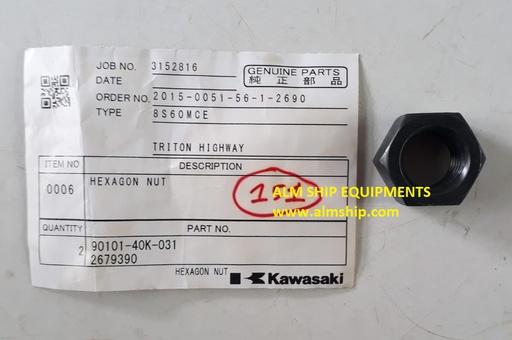 JOB NO. 3152816
DATE
GENUINE PARTS
純正部品
ORDER NO. 2015-0051-56-1-2690
TYPE 8S60MCE
TRITON HIGHWAY
ITEM NO DESCRIPTION
0006 HEXAGON NUT
ALM SHIP EQUIPMENTS
www.almship.com
QUANTITY PART NO.
2 90101-40K-031
2679390
HEXAGON NUT
Kawasaki